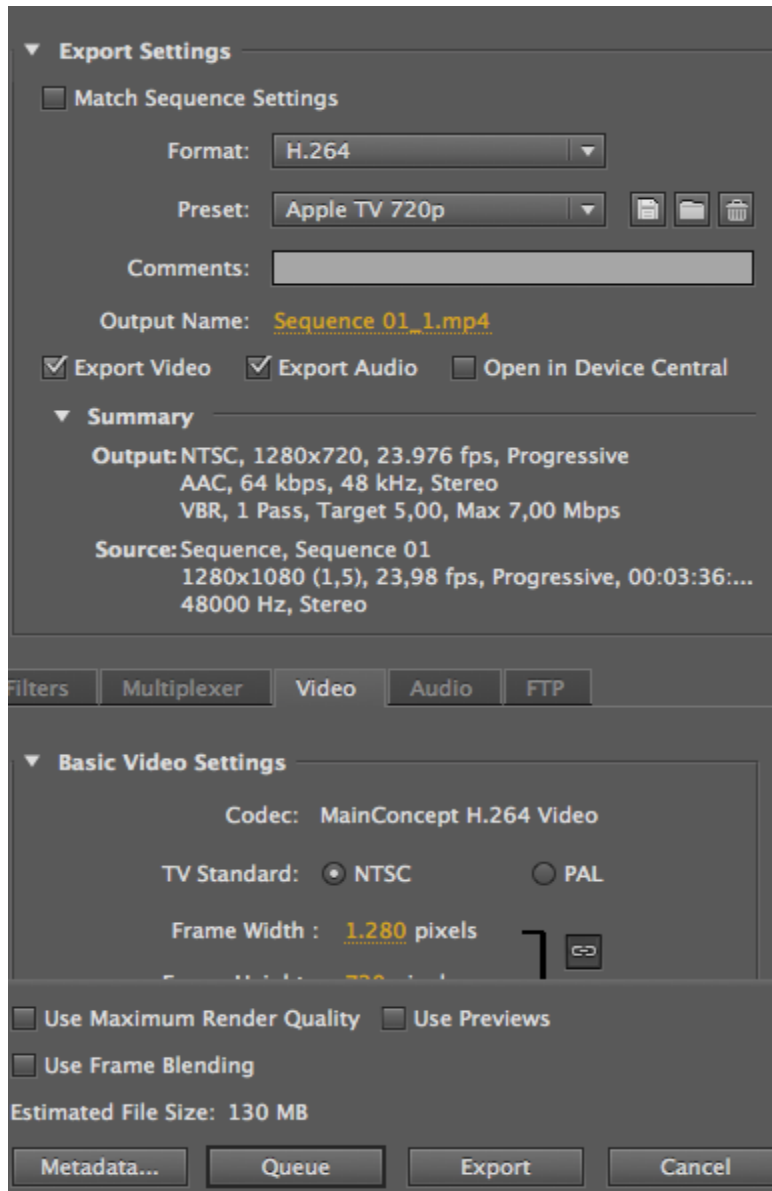 Export Settings
Match Sequence Settings
Format: H.264
Preset: Apple TV 720p
Comments:
Output Name: Sequence 01_1.mp4
Export Video Export Audio Open in Device Central
Summary
Output: NTSC, 1280x720, 23.976 fps, Progressive
AAC, 64 kbps, 48 kHz, Stereo
VBR, 1 Pass, Target 5,00, Max 7,00 Mbps
Source: Sequence, Sequence 01
1280x1080 (1,5), 23,98 fps, Progressive, 00:03:36:...
48000 Hz, Stereo
Filters Multiplexer Video Audio FTP
Basic Video Settings
Codec: MainConcept H.264 Video
TV Standard: NTSC PAL
Frame Width : 1.280 pixels
Use Maximum Render Quality Use Previews
Use Frame Blending
Estimated File Size: 130 MB
Metadata... Queue Export Cancel